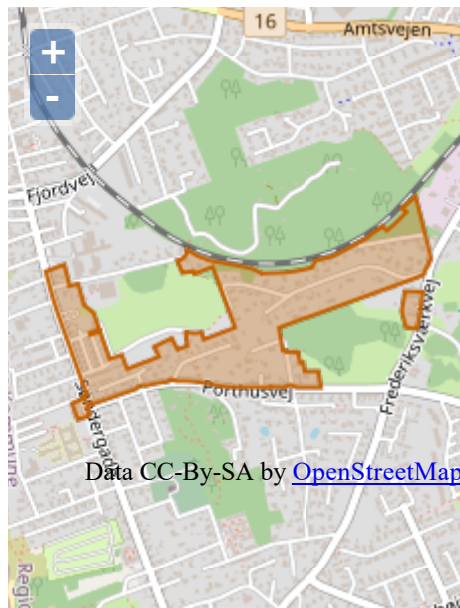 16
Amtsvejen
+
-
Fjordvej
Frederiksværkvej
Porthusvej
Data CC-By-SA by OpenStreetMap